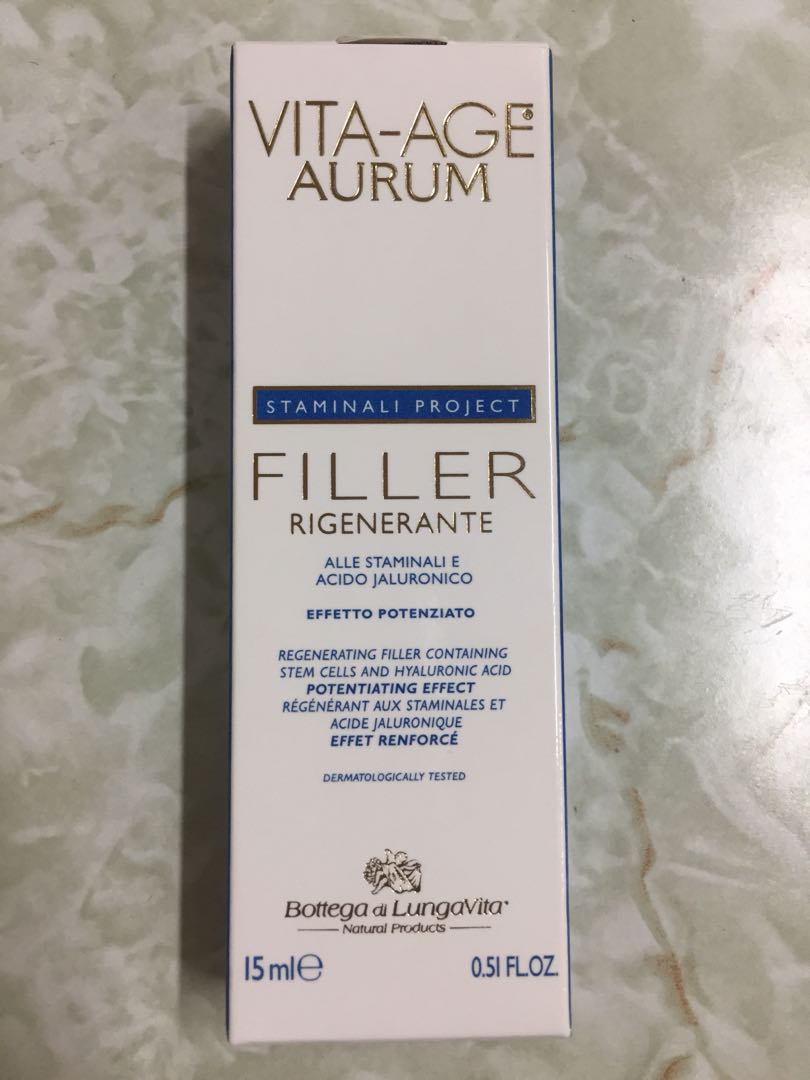 VITA-AGE®
AURUM
STAMINALI PROJECT
FILLER
RIGENERANTE
ALLE STAMINALI E
ACIDO JALURONICO
EFFETTO POTENZIATO
REGENERATING FILLER CONTAINING
STEM CELLS AND HYALURONIC ACID
POTENTIATING EFFECT
RÉGÉNÉRANT AUX STAMINALES ET
ACIDE JALURONIQUE
EFFET RENFORCÉ
DERMATOLOGICALLY TESTED
Bottega di LungaVita®
Natural Products
15 ml e 0.51 FL.OZ.